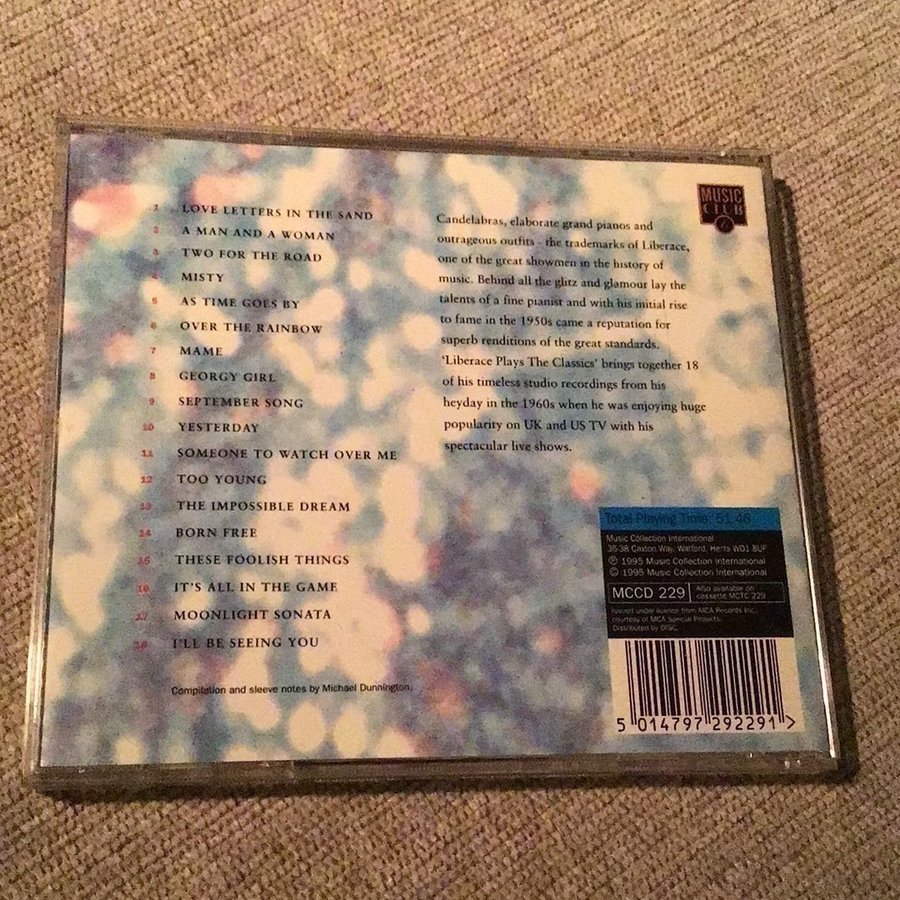 1 LOVE LETTERS IN THE SAND
2 A MAN AND A WOMAN
3 TWO FOR THE ROAD
4 MISTY
5 AS TIME GOES BY
6 OVER THE RAINBOW
7 MAME
8 GEORGY GIRL
9 SEPTEMBER SONG
10 YESTERDAY
11 SOMEONE TO WATCH OVER ME
12 TOO YOUNG
13 THE IMPOSSIBLE DREAM
14 BORN FREE
15 THESE FOOLISH THINGS
16 IT'S ALL IN THE GAME
17 MOONLIGHT SONATA
18 I'LL BE SEEING YOU
Compilation and sleeve notes by Michael Dunnington.
MUSIC
CLUB
Candelabras, elaborate grand pianos and
outrageous outfits - the trademarks of Liberace,
one of the great showmen in the history of
music. Behind all the glitz and glamour lay the
talents of a fine pianist and with his initial rise
to fame in the 1950s came a reputation for
superb renditions of the great standards.
'Liberace Plays The Classics' brings together 18
of his timeless studio recordings from his
heyday in the 1960s when he was enjoying huge
popularity on UK and US TV with his
spectacular live shows.
Total Playing Time: 51.46
Music Collection International
36-38 Caxton Way, Watford, Herts WD1 8UF
℗ 1995 Music Collection International
© 1995 Music Collection International
MCCD 229
Also available on
cassette MCTC 229
Issued under licence from MCA Records Inc.,
courtesy of MCA Special Projects.
Distributed by DISC.
5 014797 292291 >